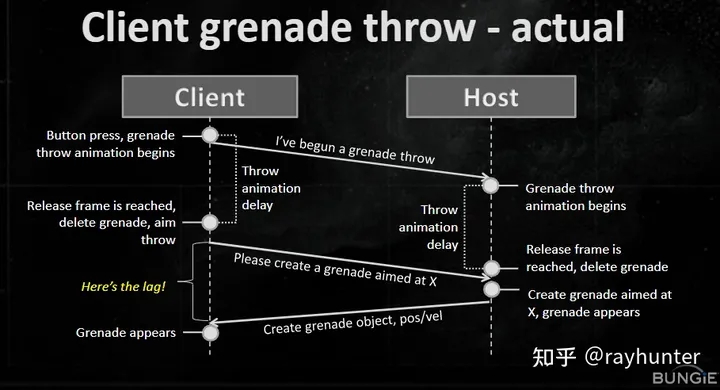 Client grenade throw - actual
Client
Host
Button press, grenade
throw animation begins
I've begun a grenade throw
Throw
animation
delay
Grenade throw
animation begins
Release frame is reached,
delete grenade, aim
throw
Throw
animation
delay
Release frame is
reached, delete grenade
Please create a grenade aimed at X
Here's the lag!
Create grenade aimed at
X, grenade appears
Create grenade object, pos/vel
Grenade appears
知乎 @rayhunter
BUNGiE